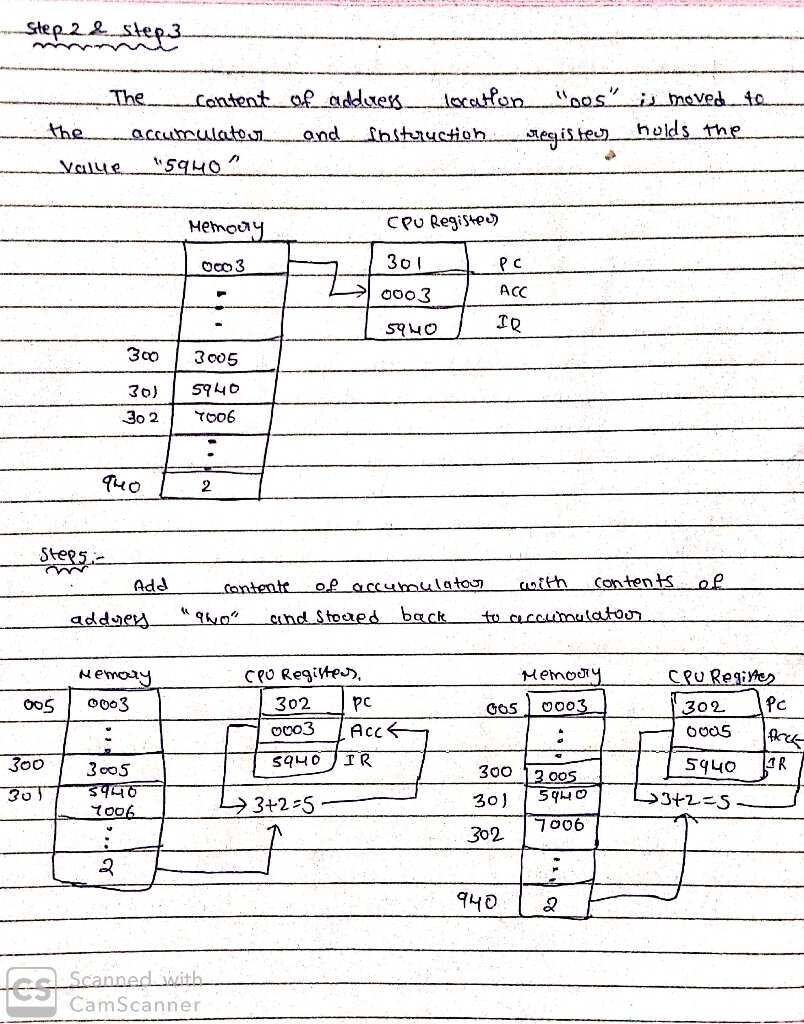 Step 2 & Step 3
The content of address location "005" is moved to
the accumulator and instruction register holds the
value "5940"
Memory CPU Register
0003 301 PC
0003 ACC
5940 IR
300 3005
301 5940
302 7006
940 2
Step 5:-
Add contents of accumulator with contents of
address "940" and stored back to accumulator.
Memory CPU Registers, Memory CPU Register
005 0003 302 PC 005 0003 302 PC
0003 Acc 0005 Acc
300 3005 5940 IR 300 3005 5940 IR
301 5940 3+2=5 301 5940 3+2=5
7006 302 7006
2 940 2
CS Scanned with
CamScanner